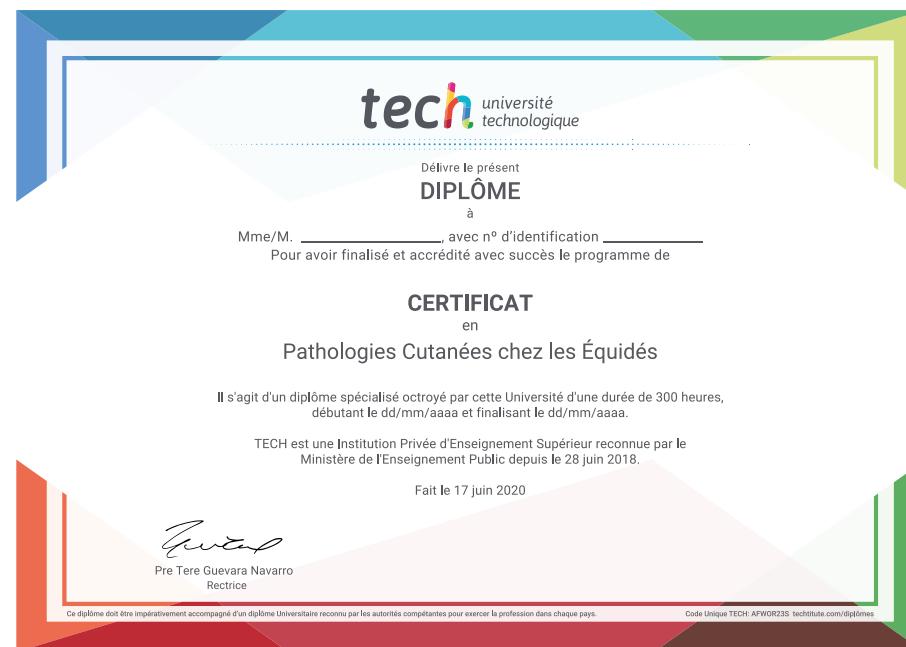 tech université
technologique
Délivre le présent
DIPLÔME
à
Mme/M. ____________________, avec nº d'identification ______________
Pour avoir finalisé et accrédité avec succès le programme de
CERTIFICAT
en
Pathologies Cutanées chez les Équidés
Il s'agit d'un diplôme spécialisé octroyé par cette Université d'une durée de 300 heures,
débutant le dd/mm/aaaa et finalisant le dd/mm/aaaa.
TECH est une Institution Privée d'Enseignement Supérieur reconnue par le
Ministère de l'Enseignement Public depuis le 28 juin 2018.
Fait le 17 juin 2020
Pre Tere Guevara Navarro
Rectrice
Ce diplôme doit être impérativement accompagné d'un diplôme Universitaire reconnu par les autorités compétantes pour exercer la profession dans chaque pays.
Code Unique TECH: AFWOR23S techtitute.com/diplômes